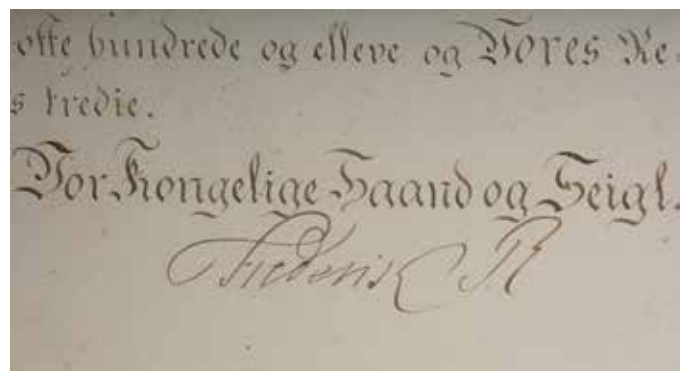 otte hundrede og elleve og Vores Re-
s tredie.
Vor Kongelige Haand og Seigl.
Frederik R